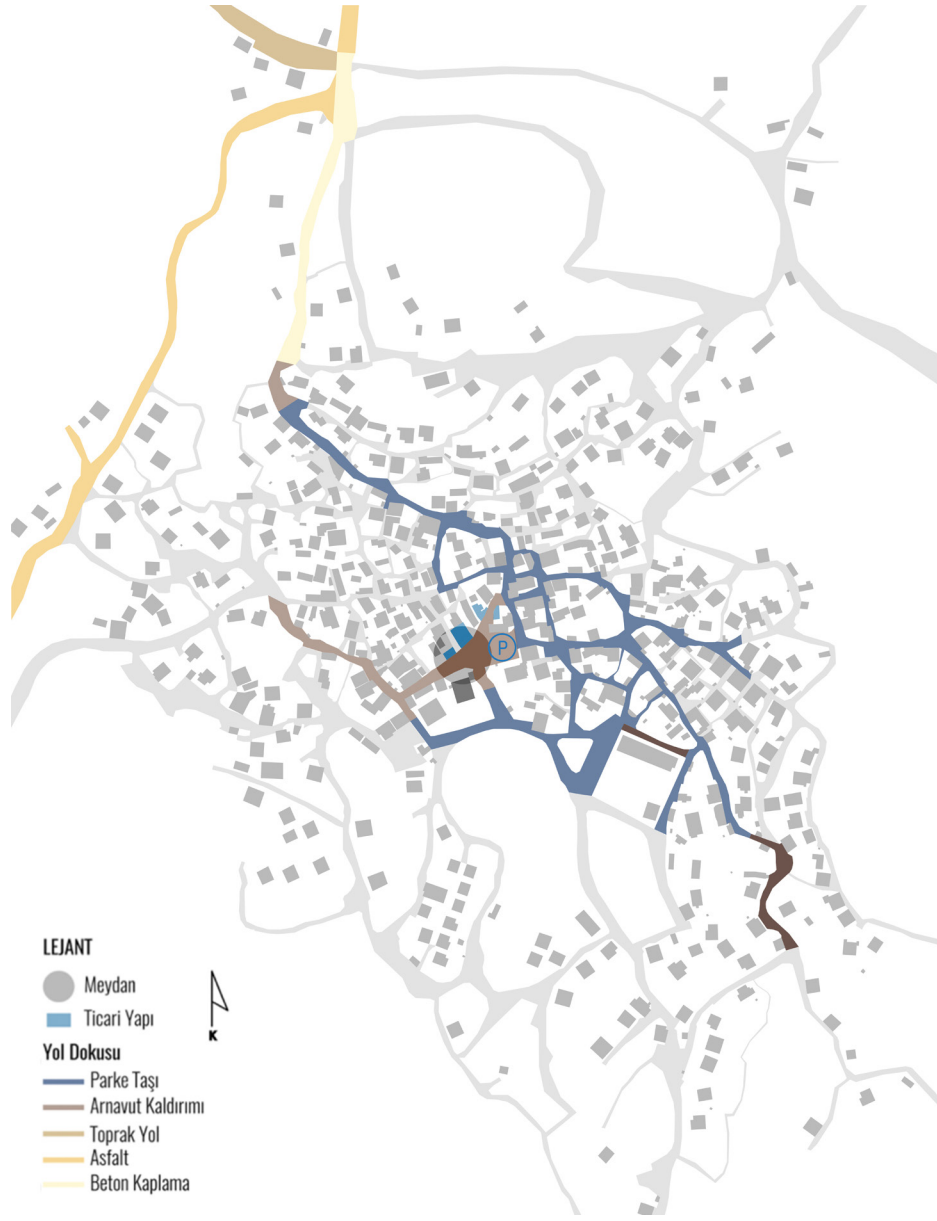 P
LEJANT
Meydan
Ticari Yapı
K
Yol Dokusu
Parke Taşı
Arnavut Kaldırımı
Toprak Yol
Asfalt
Beton Kaplama